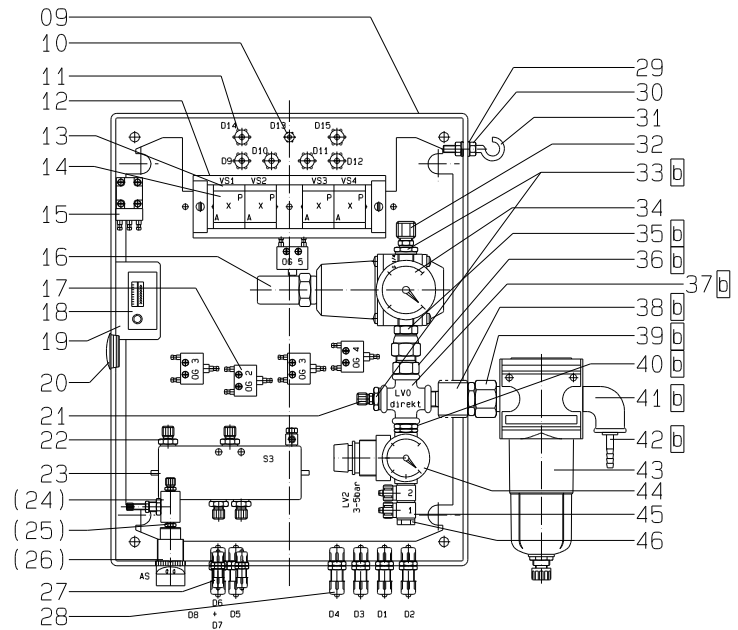 09
10
11
12
13
14
15
16
17
18
19
20
21
22
23
(24)
(25)
(26)
27
28
29
30
31
32
33 b
34
35 b
36 b
37 b
38 b
39 b
40 b
41 b
42 b
43
44
45
46
D14 D13 D15
D9 D10 D11 D12
VS1 VS2 VS3 VS4
X P X P X P X P
A A A A
OG 5
OG 3
OG 2
OG 3
OG 4
LVO
direkt
S3
LV2
3-5bar
2
1
AS
D8
D6
+
D7
D5
D4 D3 D1 D2